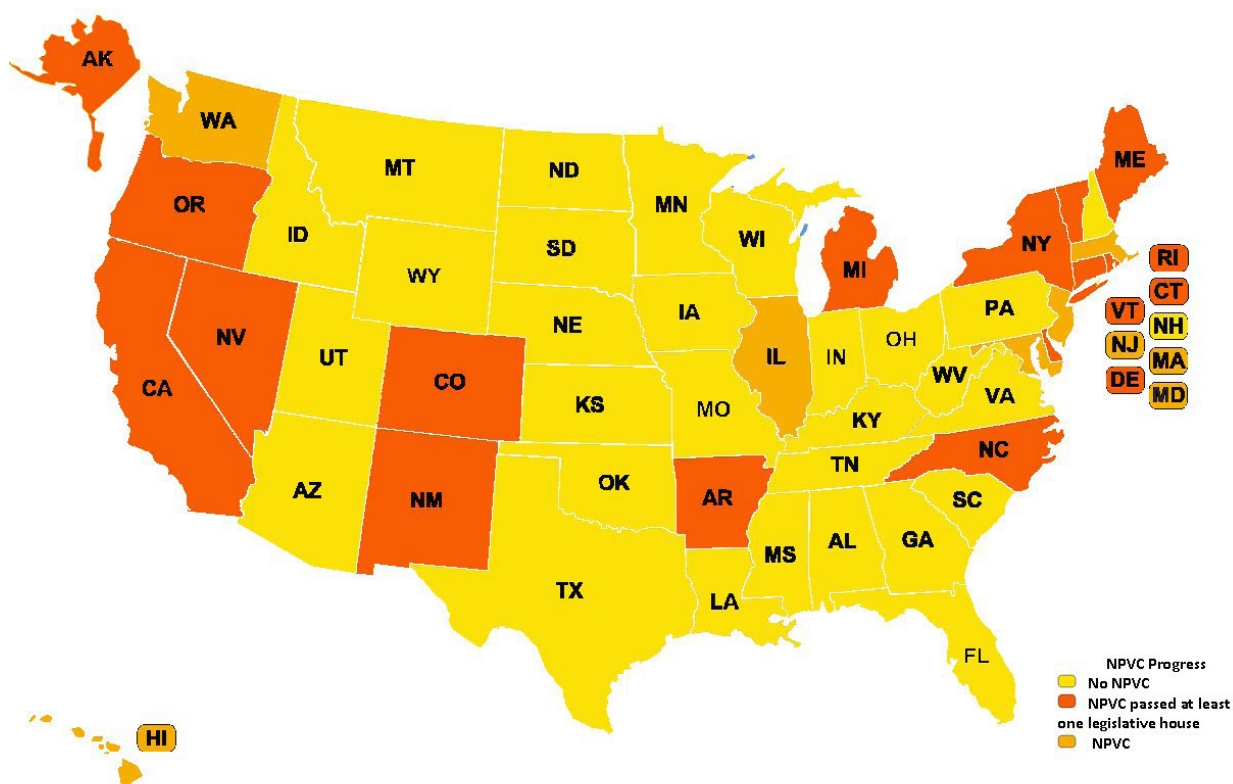 AK
WA
MT
ND
MN
ME
OR
ID
SD
WI
NY
MI
WY
RI
CT
IA
PA
VT
NH
NE
NV
UT
OH
NJ
IL
IN
MA
CA
CO
WV
DE
MD
VA
KS
MO
KY
NC
TN
AZ
NM
OK
AR
SC
MS
AL
GA
TX
LA
FL
NPVC Progress
No NPVC
NPVC passed at least
one legislative house
NPVC
HI